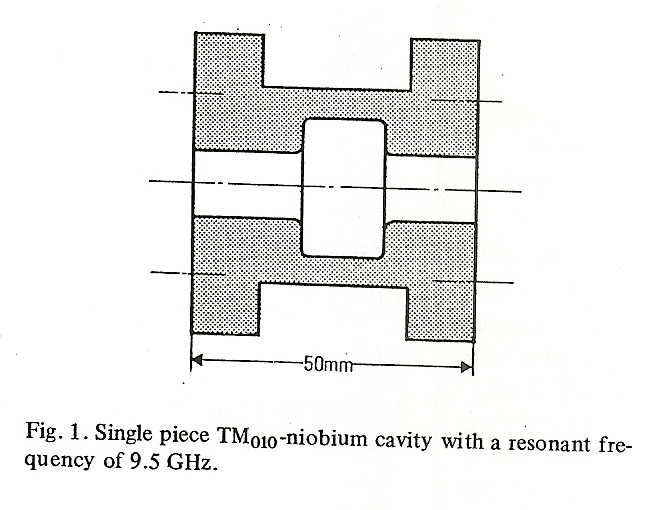 50mm
Fig. 1. Single piece TM₀₁₀-niobium cavity with a resonant fre-
quency of 9.5 GHz.